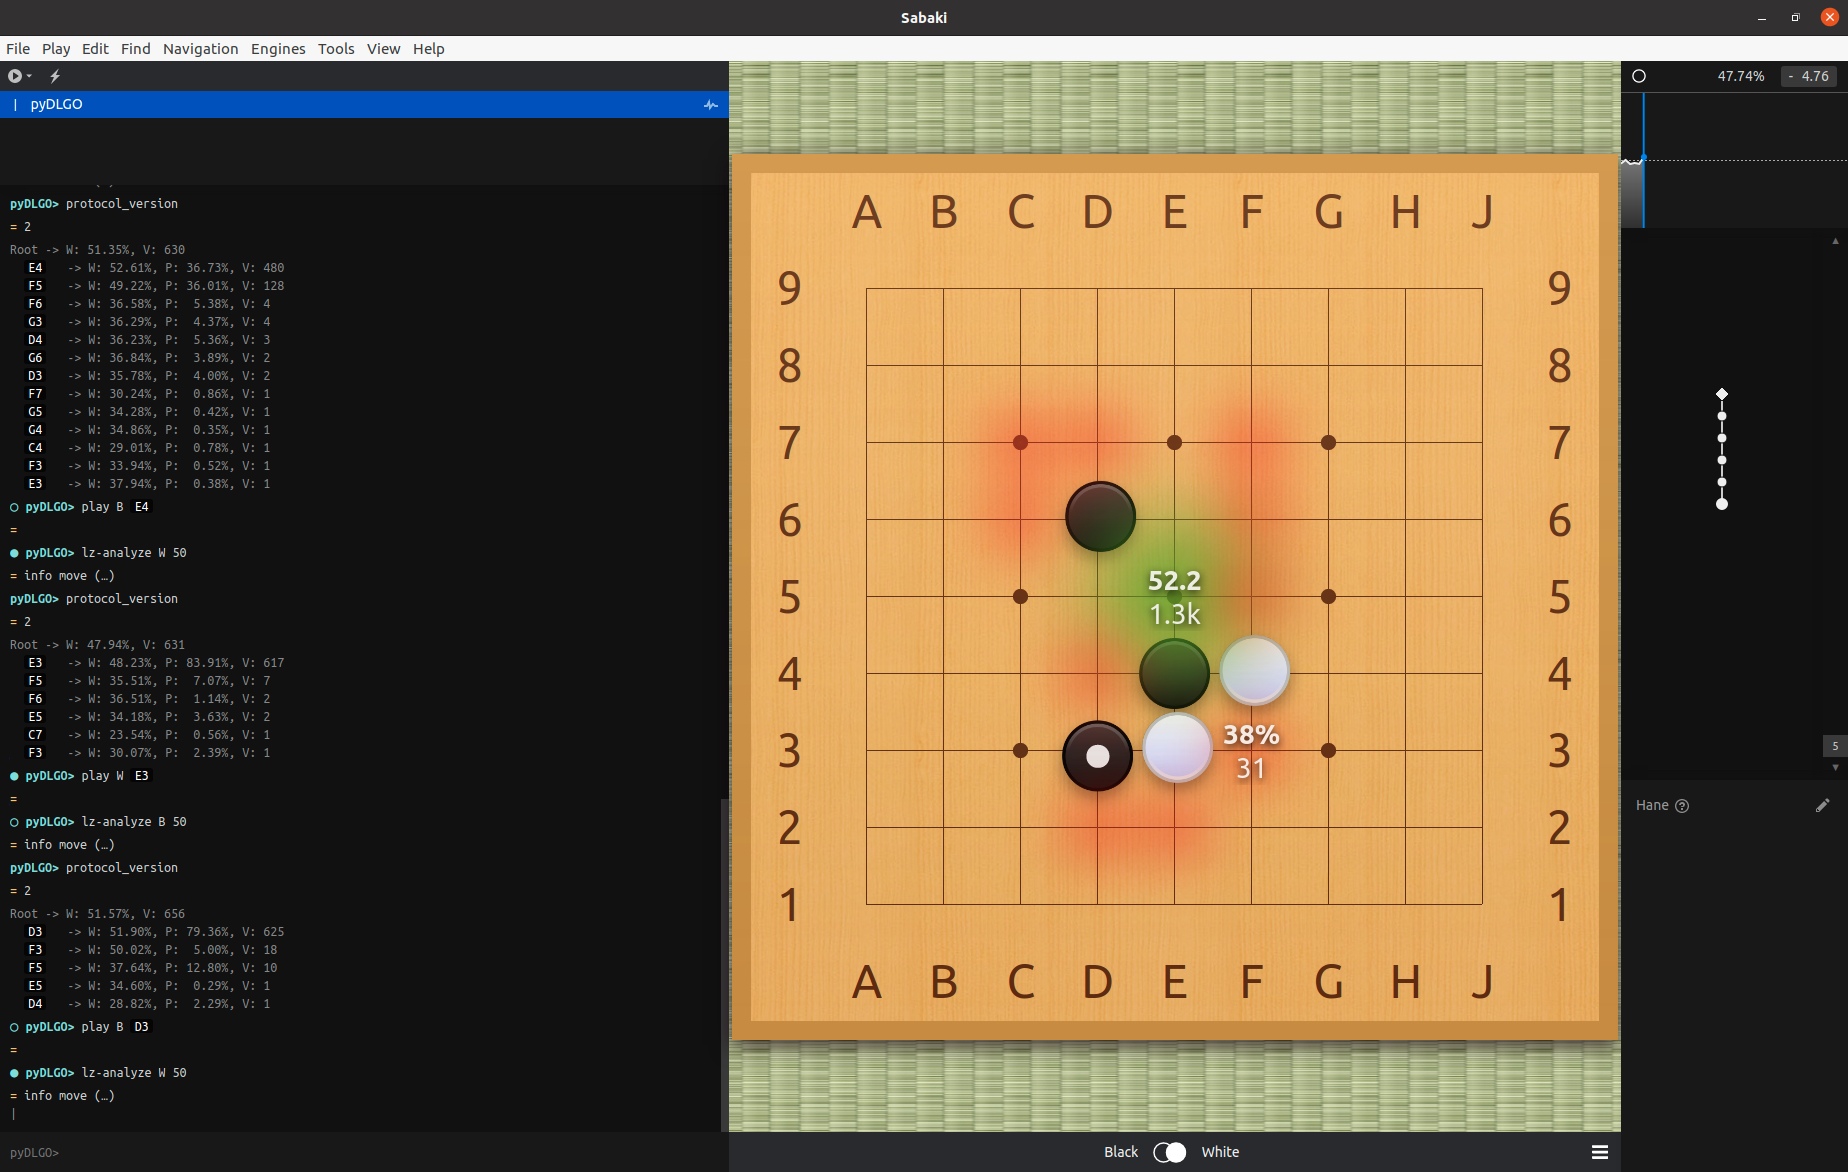 Sabaki
File Play Edit Find Navigation Engines Tools View Help
pyDLGO
47.74% - 4.76
pyDLGO> protocol_version
= 2
Root -> W: 51.35%, V: 630
E4 -> W: 52.61%, P: 36.73%, V: 480
F5 -> W: 49.22%, P: 36.01%, V: 128
F6 -> W: 36.58%, P: 5.38%, V: 4
G3 -> W: 36.29%, P: 4.37%, V: 4
D4 -> W: 36.23%, P: 5.36%, V: 3
G6 -> W: 36.84%, P: 3.89%, V: 2
D3 -> W: 35.78%, P: 4.00%, V: 2
F7 -> W: 30.24%, P: 0.86%, V: 1
G5 -> W: 34.28%, P: 0.42%, V: 1
G4 -> W: 34.86%, P: 0.35%, V: 1
C4 -> W: 29.01%, P: 0.78%, V: 1
F3 -> W: 33.94%, P: 0.52%, V: 1
E3 -> W: 37.94%, P: 0.38%, V: 1
pyDLGO> play B E4
=
pyDLGO> lz-analyze W 50
= info move (…)
pyDLGO> protocol_version
= 2
Root -> W: 47.94%, V: 631
E3 -> W: 48.23%, P: 83.91%, V: 617
F5 -> W: 35.51%, P: 7.07%, V: 7
F6 -> W: 36.51%, P: 1.14%, V: 2
E5 -> W: 34.18%, P: 3.63%, V: 2
C7 -> W: 23.54%, P: 0.56%, V: 1
F3 -> W: 30.07%, P: 2.39%, V: 1
pyDLGO> play W E3
=
pyDLGO> lz-analyze B 50
= info move (…)
pyDLGO> protocol_version
= 2
Root -> W: 51.57%, V: 656
D3 -> W: 51.90%, P: 79.36%, V: 625
F3 -> W: 50.02%, P: 5.00%, V: 18
F5 -> W: 37.64%, P: 12.80%, V: 10
E5 -> W: 34.60%, P: 0.29%, V: 1
D4 -> W: 28.82%, P: 2.29%, V: 1
pyDLGO> play B D3
=
pyDLGO> lz-analyze W 50
= info move (…)
pyDLGO>
A B C D E F G H J
9 9
8 8
7 7
6 6
5 5
4 4
3 3
2 2
1 1
52.2
1.3k
38%
31
A B C D E F G H J
Black White
5
Hane